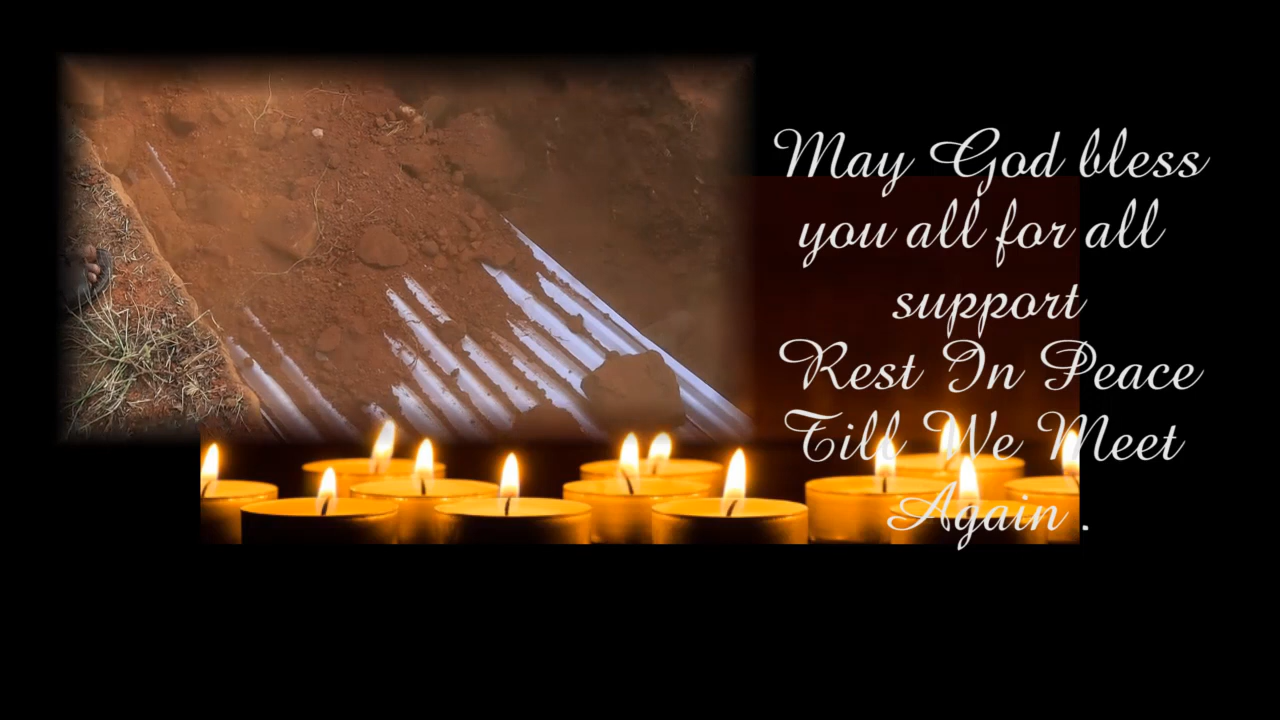 May God bless
you all for all
support
Rest In Peace
Till We Meet
Again .